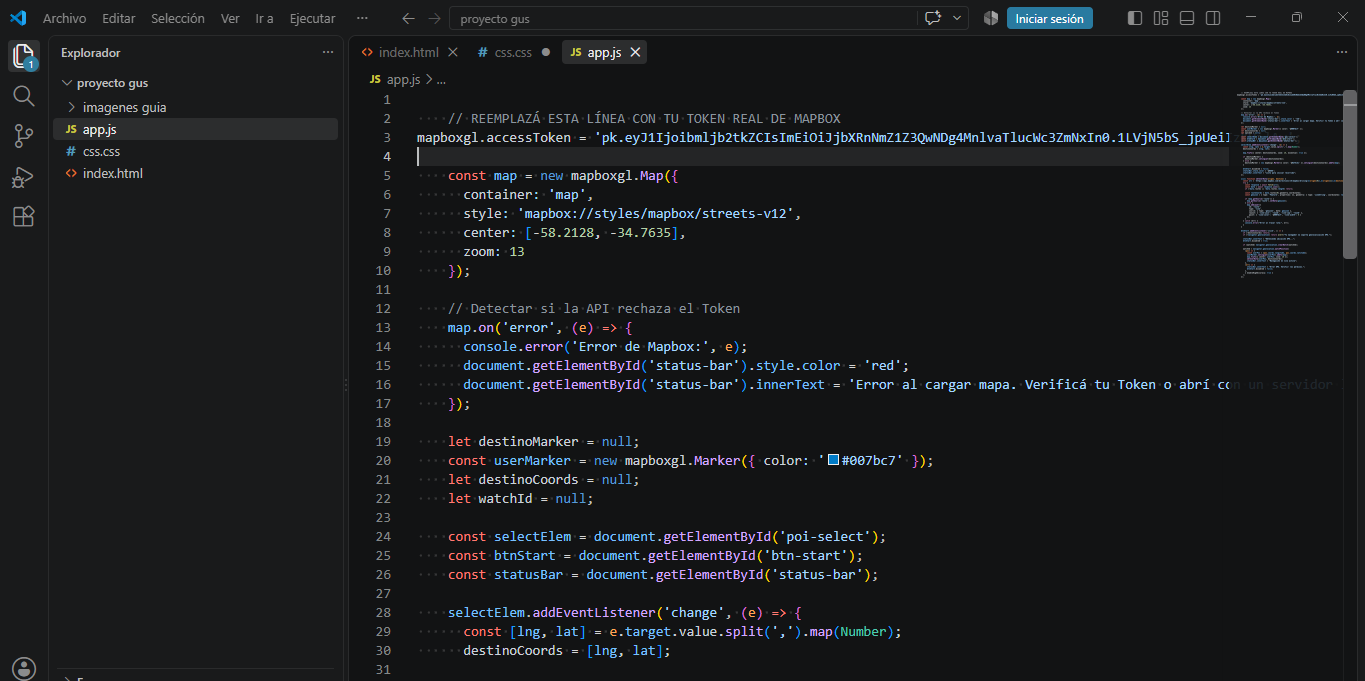 Archivo Editar Selección Ver Ir a Ejecutar ··· proyecto gus Iniciar sesión
Explorador ···
index.html css.css app.js ···
app.js > ...
proyecto gus
imagenes guia
JS app.js
# css.css
<> index.html
1
2 // REEMPLAZÁ ESTA LÍNEA CON TU TOKEN REAL DE MAPBOX
3 mapboxgl.accessToken = 'pk.eyJ1Ijoibmljb2tkZCIsImEiOiJjbXRnNmZ1Z3QwNDg4MnlvaTlucWc3ZmNxIn0.1LVjN5bS_jpUeiI
4
5 const map = new mapboxgl.Map({
6 container: 'map',
7 style: 'mapbox://styles/mapbox/streets-v12',
8 center: [-58.2128, -34.7635],
9 zoom: 13
10 });
11
12 // Detectar si la API rechaza el Token
13 map.on('error', (e) => {
14 console.error('Error de Mapbox:', e);
15 document.getElementById('status-bar').style.color = 'red';
16 document.getElementById('status-bar').innerText = 'Error al cargar mapa. Verificá tu Token o abrí con un servidor
17 });
18
19 let destinoMarker = null;
20 const userMarker = new mapboxgl.Marker({ color: '#007bc7' });
21 let destinoCoords = null;
22 let watchId = null;
23
24 const selectElem = document.getElementById('poi-select');
25 const btnStart = document.getElementById('btn-start');
26 const statusBar = document.getElementById('status-bar');
27
28 selectElem.addEventListener('change', (e) => {
29 const [lng, lat] = e.target.value.split(',').map(Number);
30 destinoCoords = [lng, lat];
31